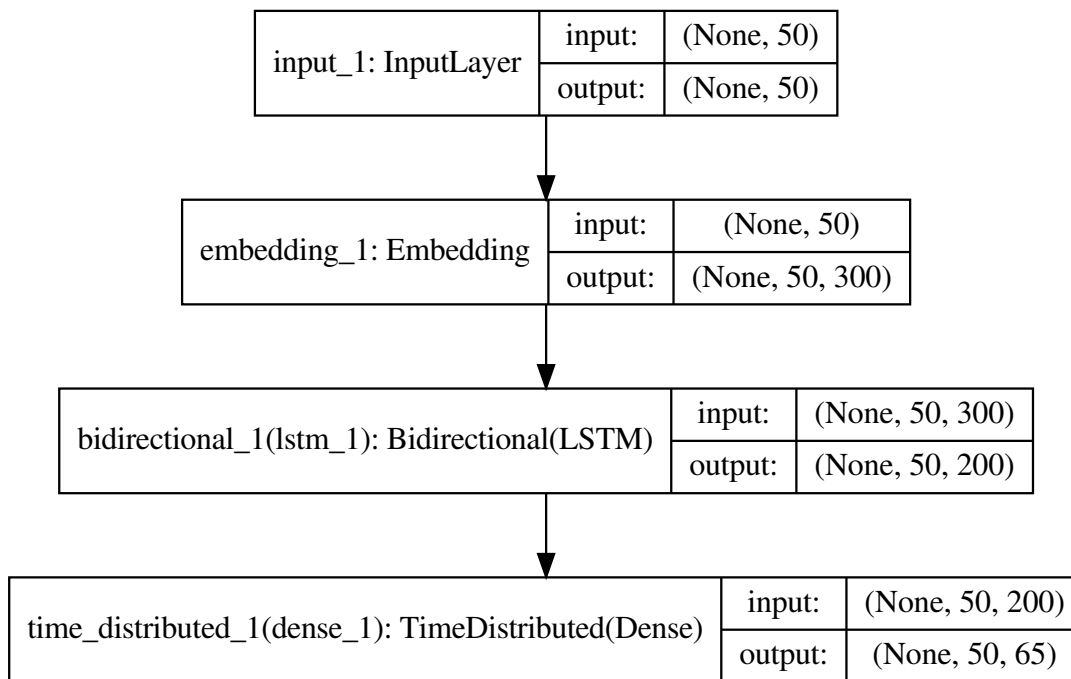 input_1: InputLayer
input: (None, 50)
output: (None, 50)
embedding_1: Embedding
input: (None, 50)
output: (None, 50, 300)
bidirectional_1(lstm_1): Bidirectional(LSTM)
input: (None, 50, 300)
output: (None, 50, 200)
time_distributed_1(dense_1): TimeDistributed(Dense)
input: (None, 50, 200)
output: (None, 50, 65)